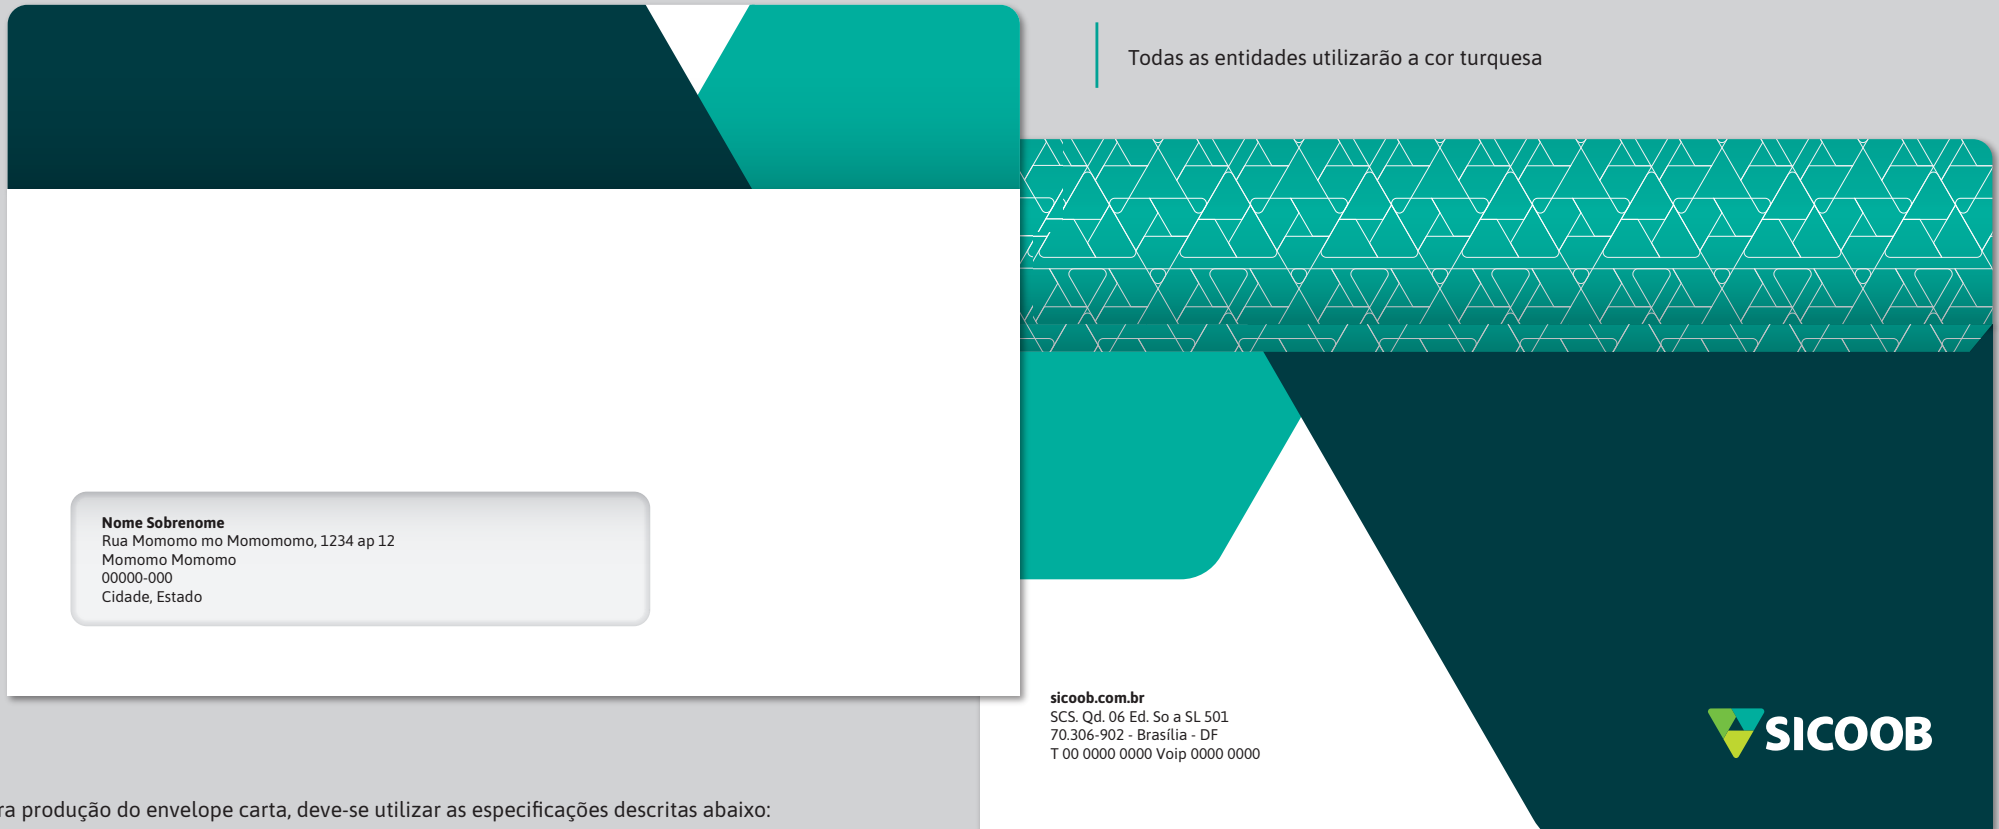 Todas as entidades utilizarão a cor turquesa
Nome Sobrenome
Rua Momomo mo Momomomo, 1234 ap 12
Momomo Momomo
00000-000
Cidade, Estado
sicoob.com.br
SCS. Qd. 06 Ed. So a SL 501
70.306-902 - Brasília - DF
T 00 0000 0000 Voip 0000 0000
SICOOB
ra produção do envelope carta, deve-se utilizar as especificações descritas abaixo: